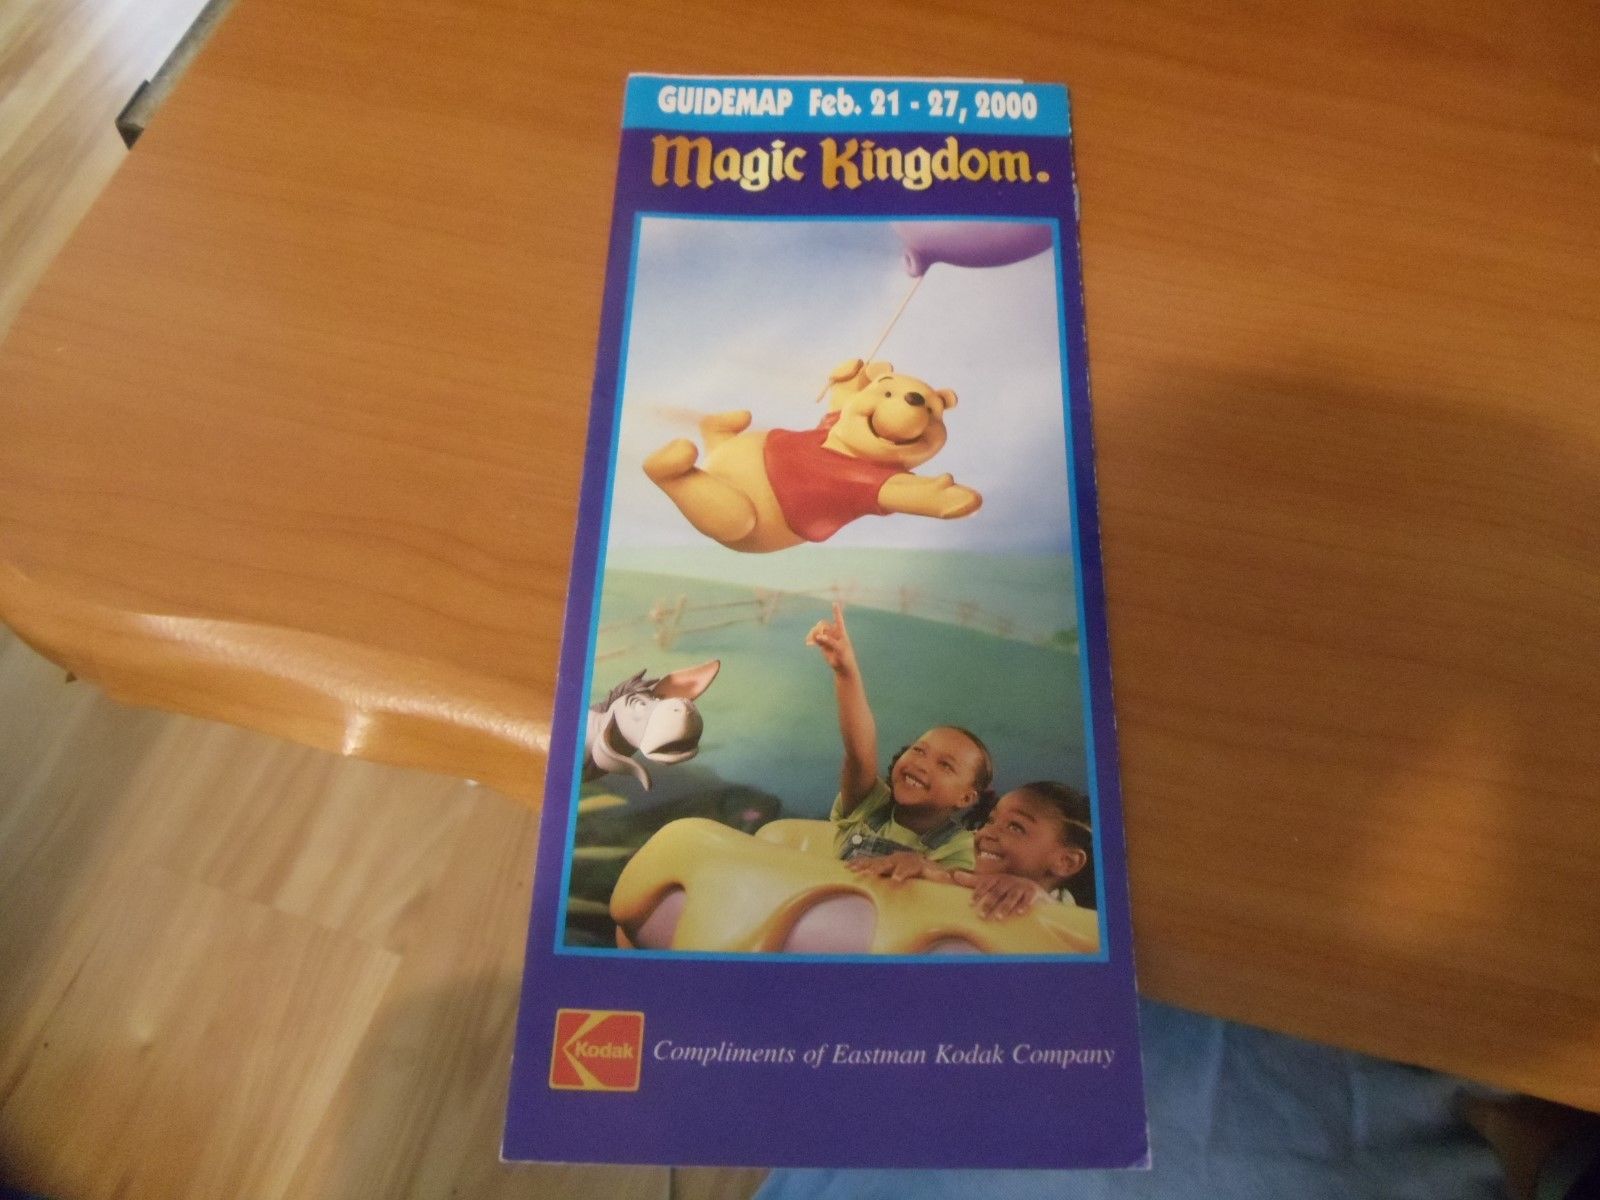 GUIDEMAP Feb. 21 - 27, 2000
Magic Kingdom.
Kodak
Compliments of Eastman Kodak Company